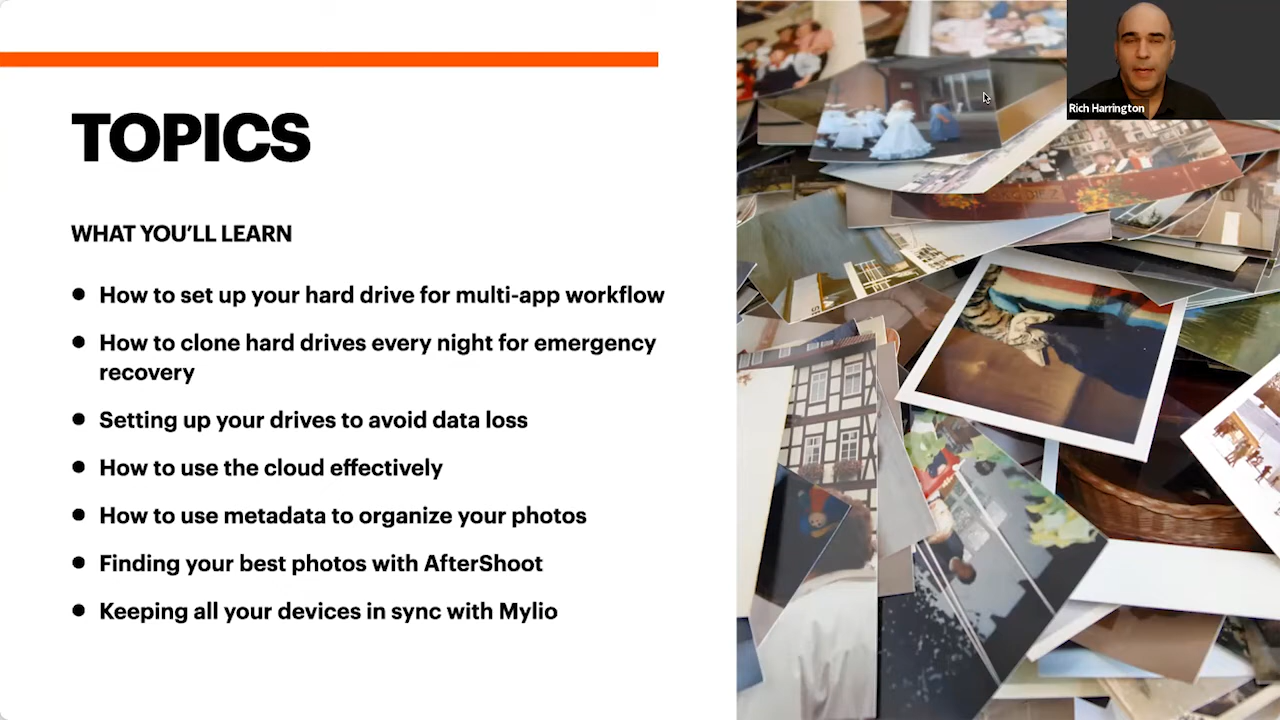 TOPICS
WHAT YOU'LL LEARN
How to set up your hard drive for multi-app workflow
How to clone hard drives every night for emergency
recovery
Setting up your drives to avoid data loss
How to use the cloud effectively
How to use metadata to organize your photos
Finding your best photos with AfterShoot
Keeping all your devices in sync with Mylio
Rich Harrington